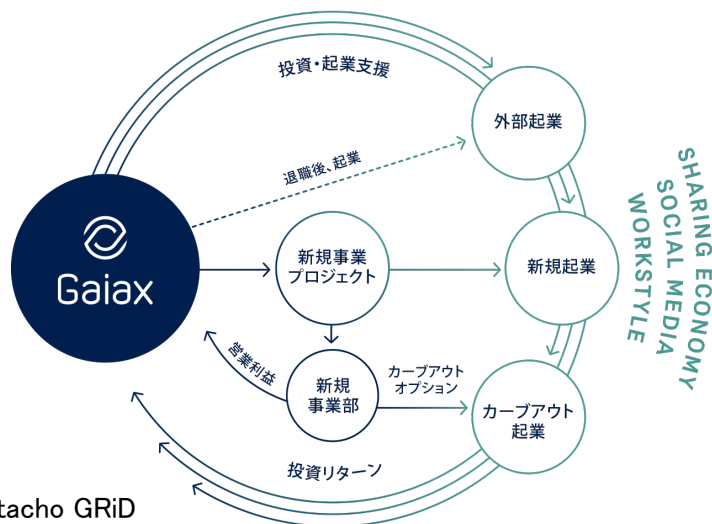 投資・起業支援
外部起業
退職後、起業
Gaiax
新規事業
プロジェクト
新規起業
SHARING ECONOMY
SOCIAL MEDIA
WORKSTYLE
営業利益
新規
事業部
カーブアウト
オプション
カーブアウト
起業
投資リターン
tacho GRiD